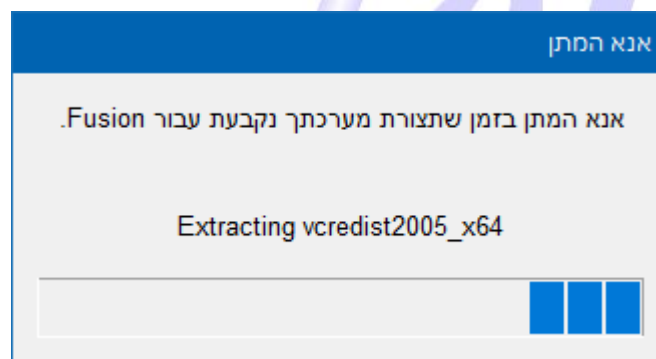 אנא המתן
אנא המתן בזמן שתצורת מערכתך נקבעת עבור Fusion.
Extracting vcredist2005_x64